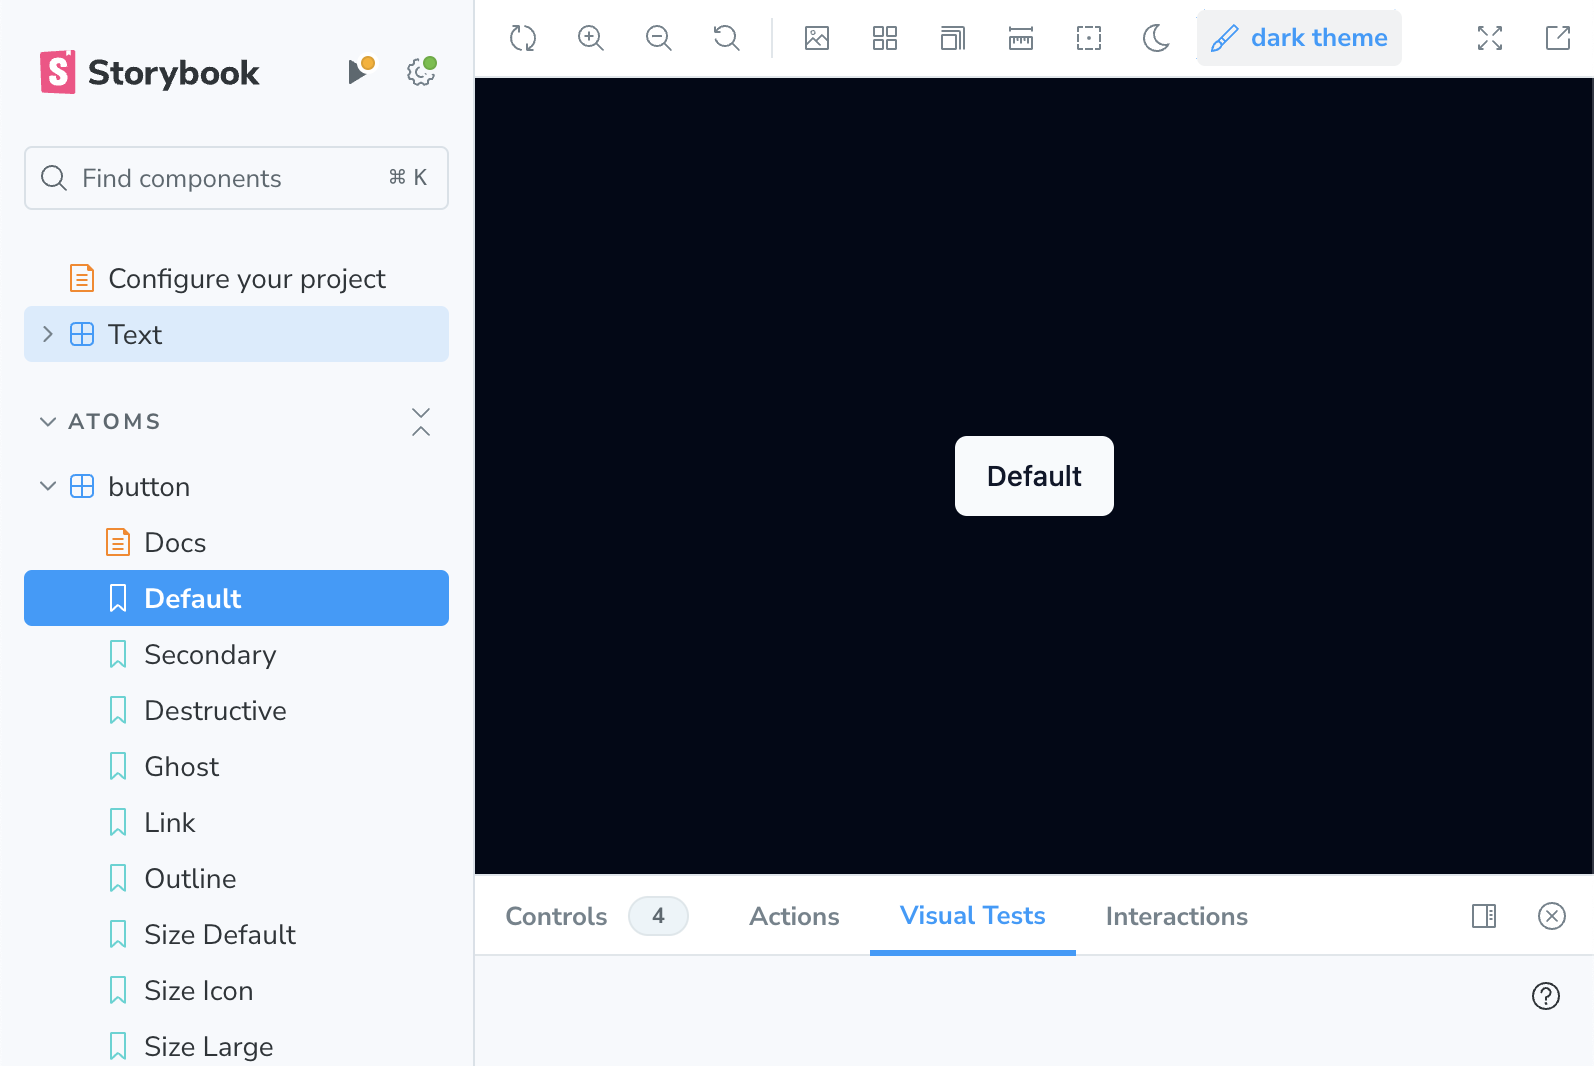 Storybook
Find components
⌘ K
Configure your project
Text
ATOMS
button
Docs
Default
Secondary
Destructive
Ghost
Link
Outline
Size Default
Size Icon
Size Large
dark theme
Default
Controls 4 Actions Visual Tests Interactions